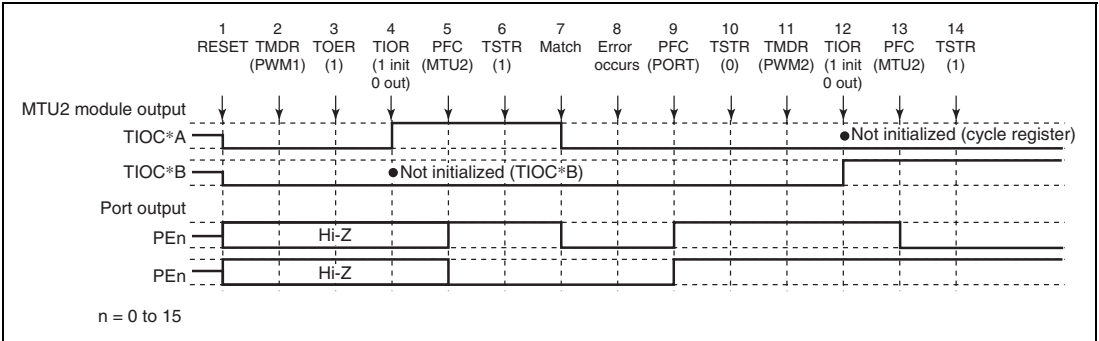 1 2 3 4 5 6 7 8 9 10 11 12 13 14
RESET TMDR TOER TIOR PFC TSTR Match Error PFC TSTR TMDR TIOR PFC TSTR
(PWM1) (1) (1 init (MTU2) (1) occurs (PORT) (0) (PWM2) (1 init (MTU2) (1)
0 out) 0 out)
MTU2 module output
TIOC*A ●Not initialized (cycle register)
TIOC*B ●Not initialized (TIOC*B)
Port output
PEn Hi-Z
PEn Hi-Z
n = 0 to 15